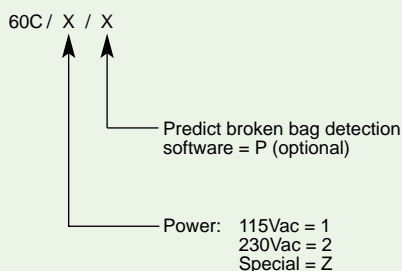 60C / X / X
Predict broken bag detection
software = P (optional)
Power: 115Vac = 1
230Vac = 2
Special = Z